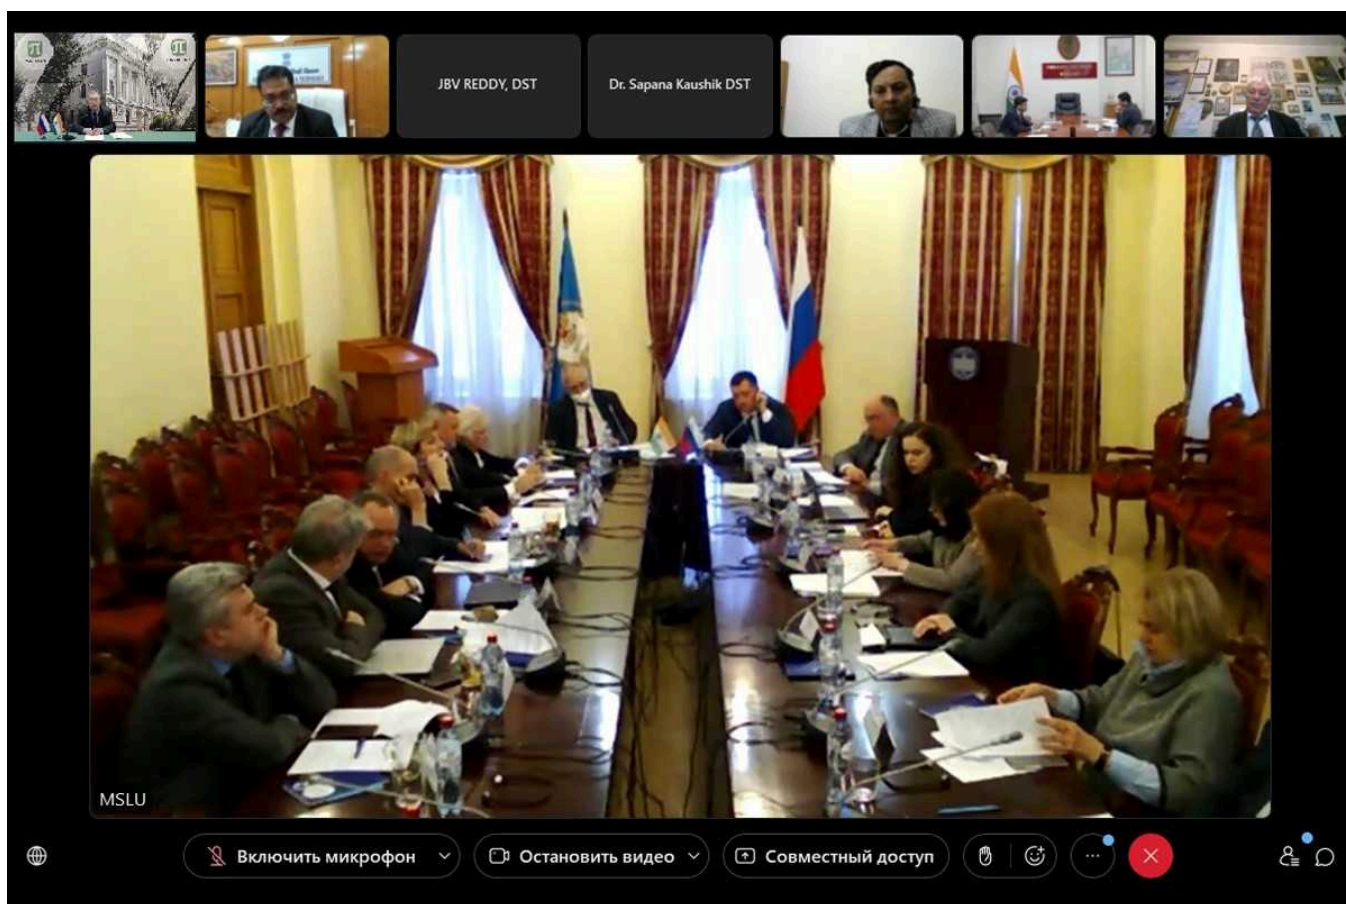 JBV REDDY, DST
Dr. Sapana Kaushik DST
MSLU
Включить микрофон
Остановить видео
Совместный доступ